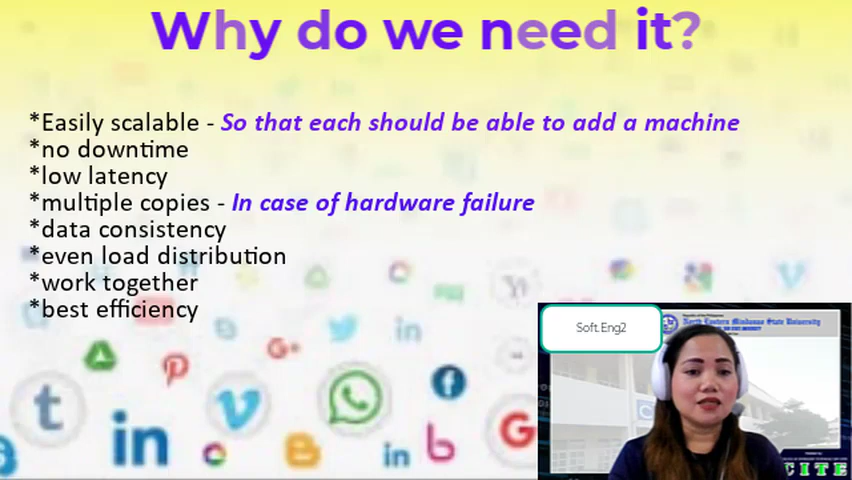 Why do we need it?
*Easily scalable - So that each should be able to add a machine
*no downtime
*low latency
*multiple copies - In case of hardware failure
*data consistency
*even load distribution
*work together
*best efficiency
Soft.Eng2
North Eastern Mindanao State University
CITE